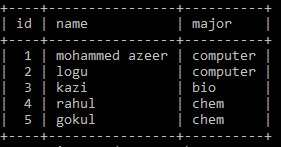 +----+----------------+----------+
| id | name           | major    |
+----+----------------+----------+
|  1 | mohammed azeer | computer |
|  2 | logu           | computer |
|  3 | kazi           | bio      |
|  4 | rahul          | chem     |
|  5 | gokul          | chem     |
+----+----------------+----------+